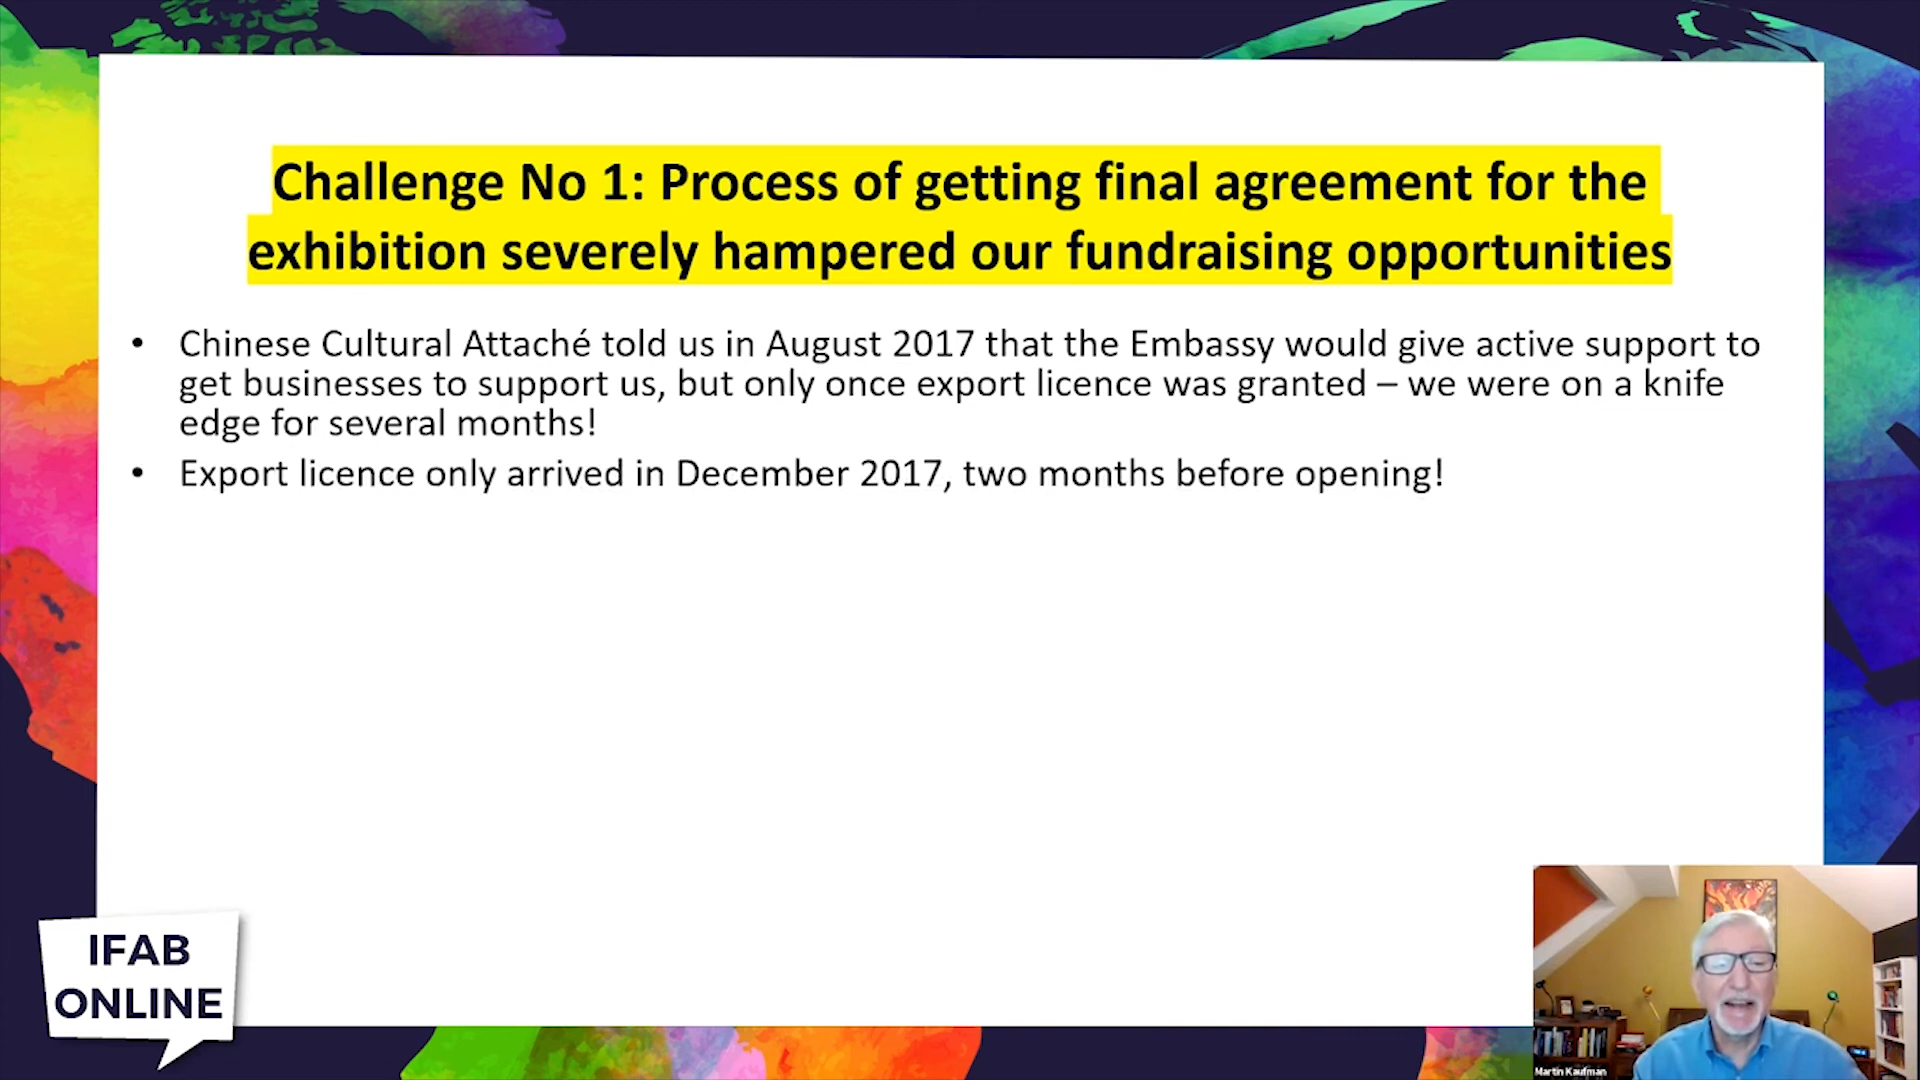 Challenge No 1: Process of getting final agreement for the
exhibition severely hampered our fundraising opportunities
• Chinese Cultural Attaché told us in August 2017 that the Embassy would give active support to
get businesses to support us, but only once export licence was granted – we were on a knife
edge for several months!
• Export licence only arrived in December 2017, two months before opening!
IFAB
ONLINE
Martin Kaufman